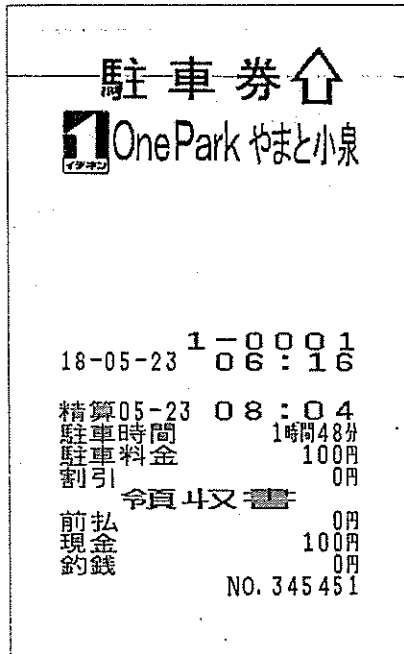 駐車券
1 OnePark やまと小泉
イチネン
1-0001
18-05-23 06:16
精算05-23 08:04
駐車時間 1時間48分
駐車料金 100円
割引 0円
領収書
前払 0円
現金 100円
釣銭 0円
NO.345451